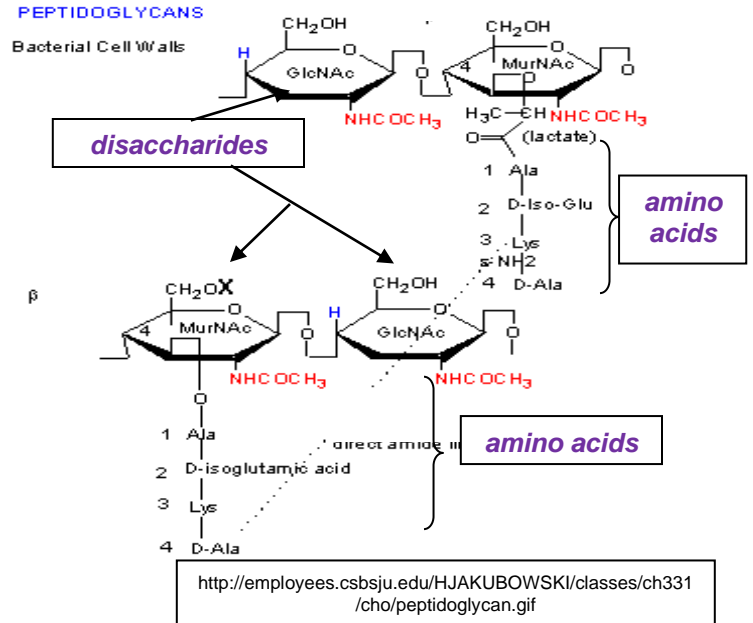 PEPTIDOGLYCANS
Bacterial Cell Walls
CH₂OH
CH₂OH
H
O
O
GlcNAc
O
4
MurNAc
O
O
NHCOCH₃
H₃C
H
NHCOCH₃
disaccharides
O
(lactate)
1 Ala
2 D-Iso-Glu
3 Lys
NH2
4 D-Ala
amino
acids
β
CH₂OX
CH₂OH
O
H
O
4
MurNAc
O
GlcNAc
O
NHCOCH₃
NHCOCH₃
O
1 Ala
direct amide
amino acids
2 D-isoglutamic acid
3 Lys
4 D-Ala
http://employees.csbsju.edu/HJAKUBOWSKI/classes/ch331
/cho/peptidoglycan.gif